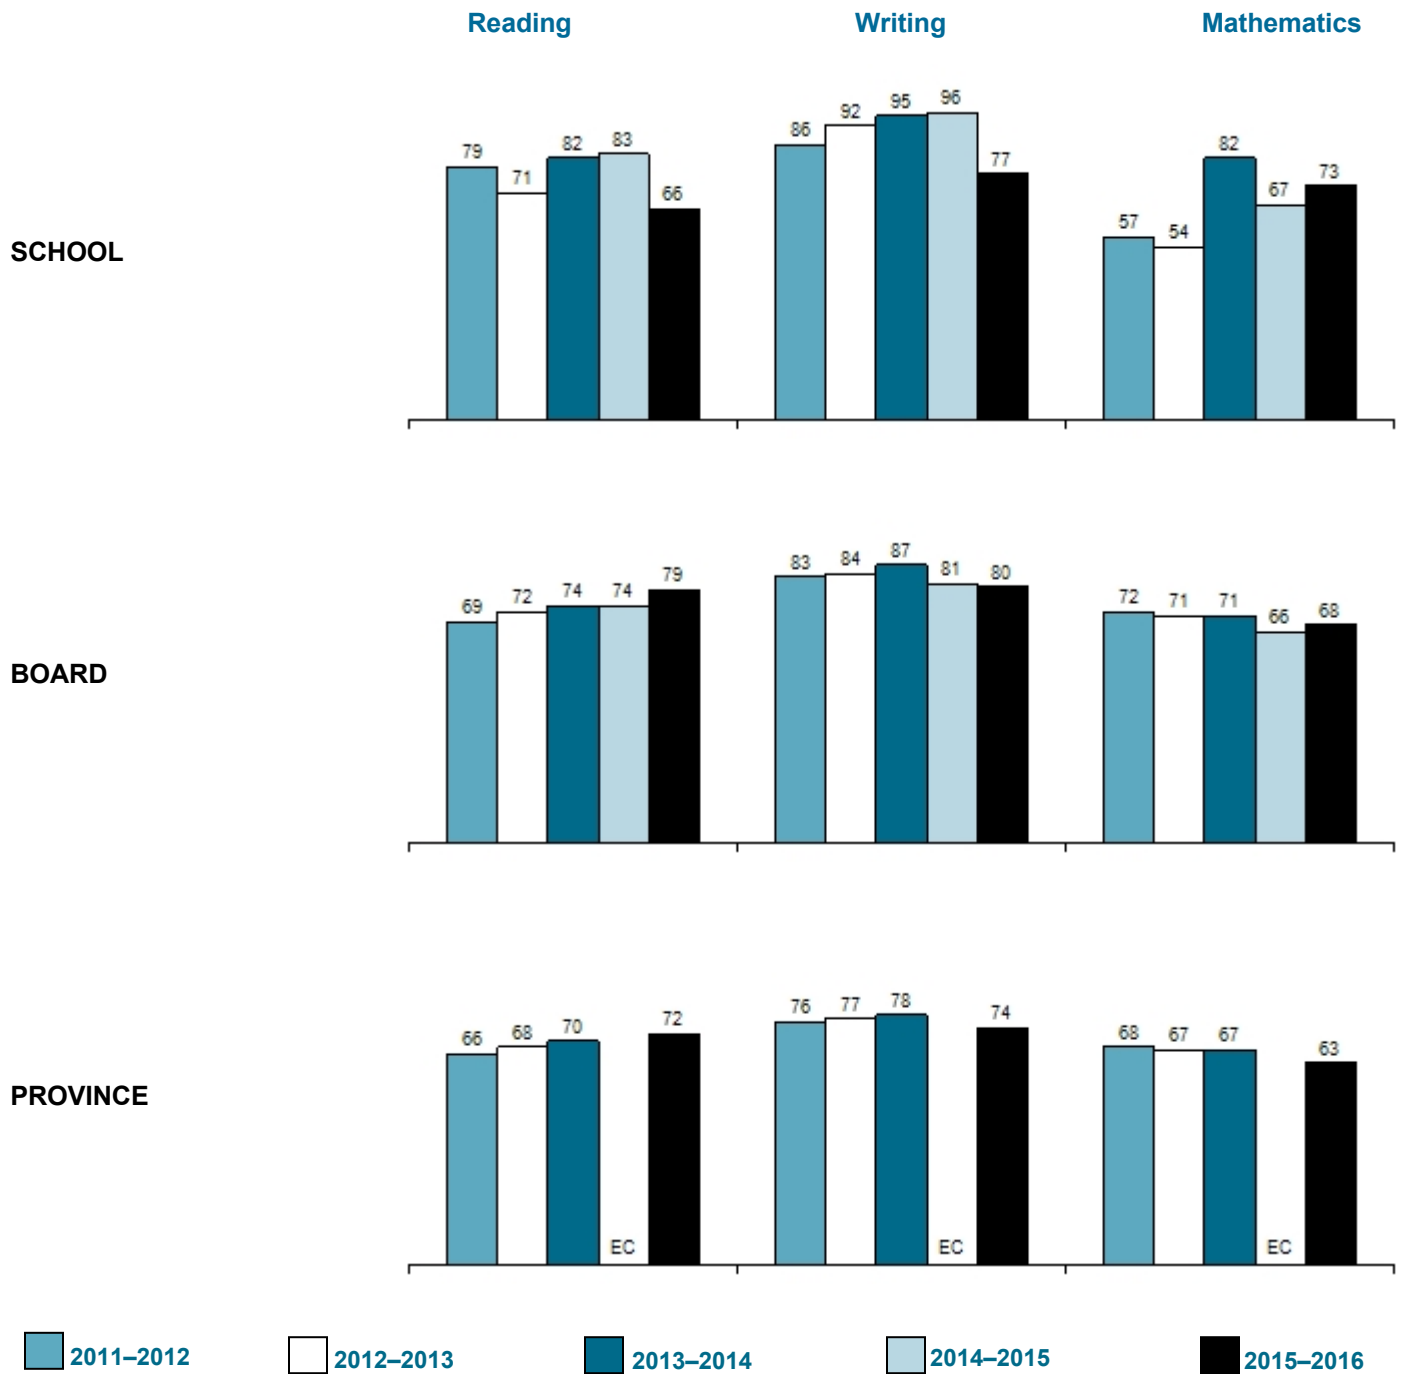 Reading Writing Mathematics
SCHOOL
79 71 82 83 66 86 92 95 96 77 57 54 82 67 73
BOARD
69 72 74 74 79 83 84 87 81 80 72 71 71 66 68
PROVINCE
66 68 70 EC 72 76 77 78 EC 74 68 67 67 EC 63
2011–2012 2012–2013 2013–2014 2014–2015 2015–2016